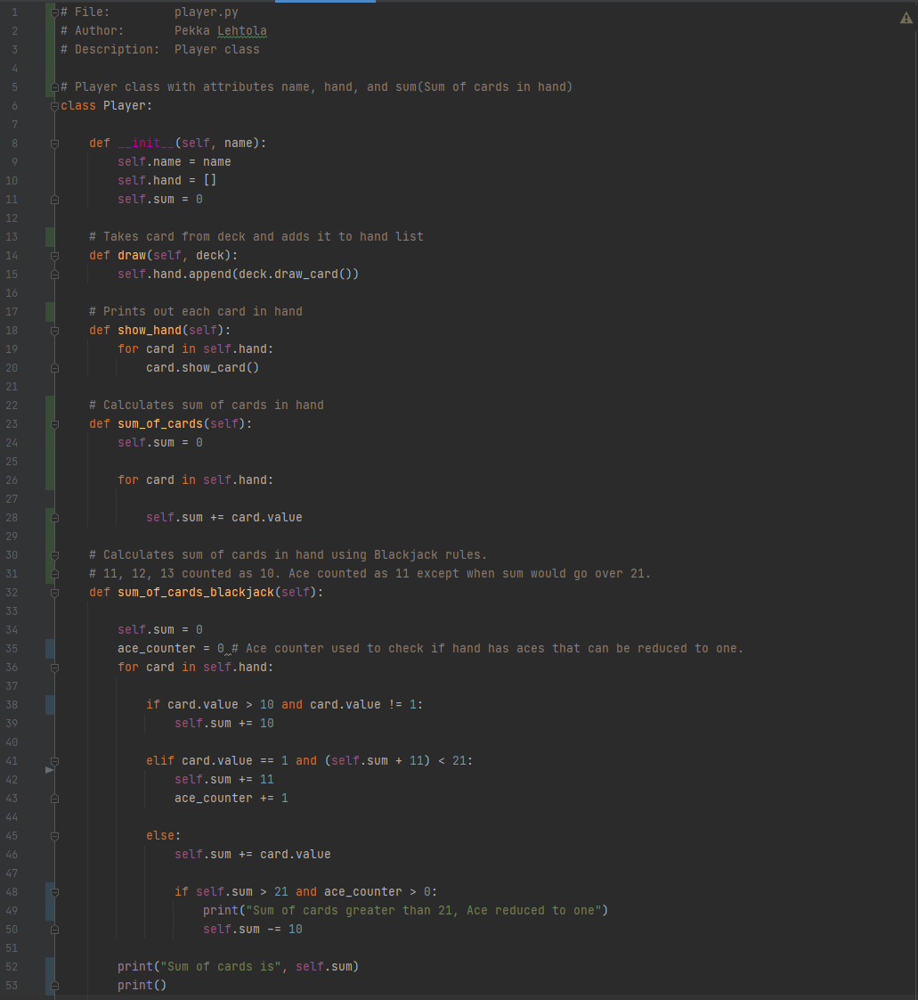 1 # File:         player.py
2 # Author:       Pekka Lehtola
3 # Description:  Player class
4
5 # Player class with attributes name, hand, and sum(Sum of cards in hand)
6 class Player:
7
8     def __init__(self, name):
9         self.name = name
10         self.hand = []
11         self.sum = 0
12
13     # Takes card from deck and adds it to hand list
14     def draw(self, deck):
15         self.hand.append(deck.draw_card())
16
17     # Prints out each card in hand
18     def show_hand(self):
19         for card in self.hand:
20             card.show_card()
21
22     # Calculates sum of cards in hand
23     def sum_of_cards(self):
24         self.sum = 0
25
26         for card in self.hand:
27
28             self.sum += card.value
29
30     # Calculates sum of cards in hand using Blackjack rules.
31     # 11, 12, 13 counted as 10. Ace counted as 11 except when sum would go over 21.
32     def sum_of_cards_blackjack(self):
33
34         self.sum = 0
35         ace_counter = 0 # Ace counter used to check if hand has aces that can be reduced to one.
36         for card in self.hand:
37
38             if card.value > 10 and card.value != 1:
39                 self.sum += 10
40
41             elif card.value == 1 and (self.sum + 11) < 21:
42                 self.sum += 11
43                 ace_counter += 1
44
45             else:
46                 self.sum += card.value
47
48                 if self.sum > 21 and ace_counter > 0:
49                     print("Sum of cards greater than 21, Ace reduced to one")
50                     self.sum -= 10
51
52         print("Sum of cards is", self.sum)
53         print()